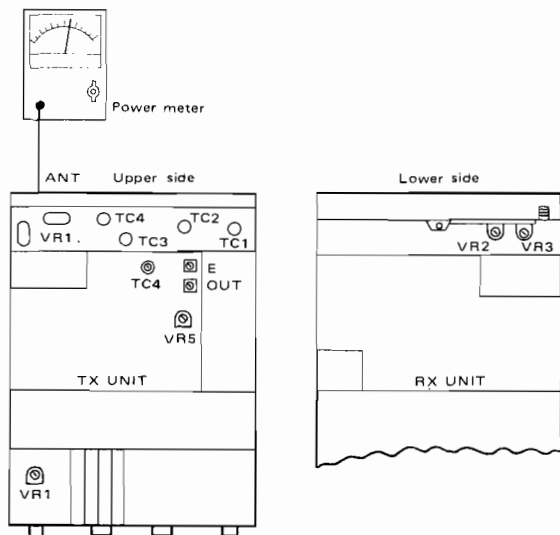 Power meter
ANT Upper side
Lower side
TC4 TC2
VR1. TC3 TC1
VR2 VR3
TC4 E
OUT
VR5
TX UNIT
RX UNIT
VR1